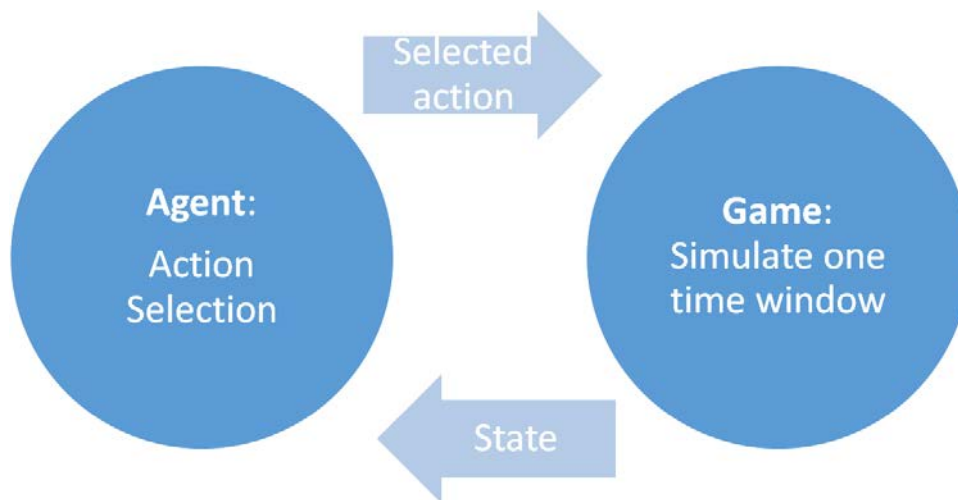 Selected
action
Agent:
Action
Selection
Game:
Simulate one
time window
State